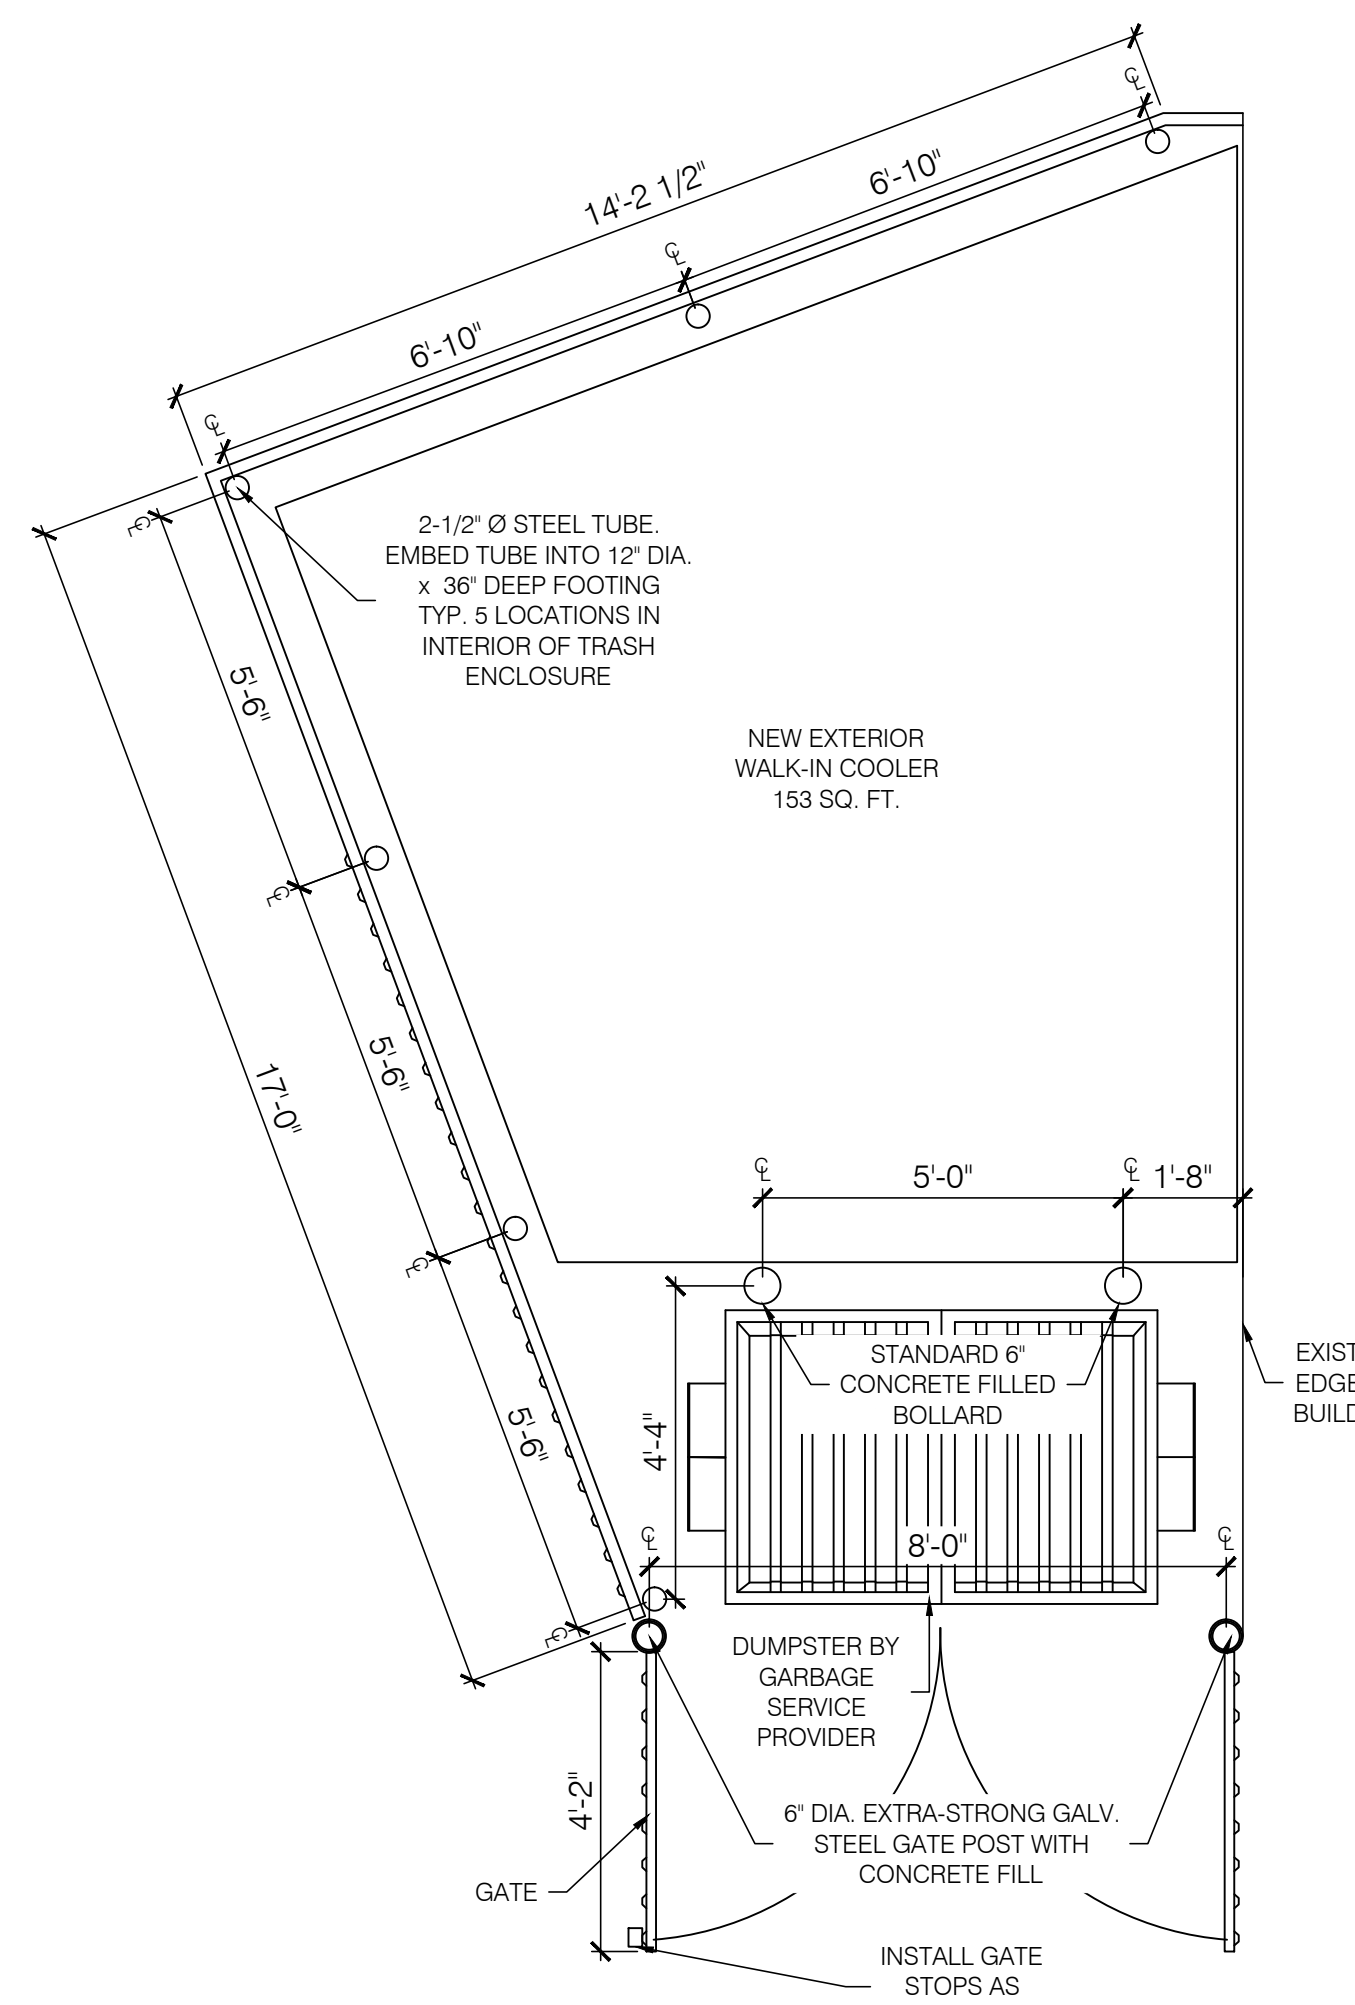 ℄
14'-2 1/2"
6'-10"
℄
6'-10"
℄
℄
2-1/2" Ø STEEL TUBE.
EMBED TUBE INTO 12" DIA.
x 36" DEEP FOOTING
TYP. 5 LOCATIONS IN
INTERIOR OF TRASH
ENCLOSURE
5'-6"
NEW EXTERIOR
WALK-IN COOLER
153 SQ. FT.
℄
5'-6"
17'-0"
℄
5'-0"
℄
1'-8"
℄
STANDARD 6"
CONCRETE FILLED
BOLLARD
EXIST
EDGE
BUILD
4'-4"
5'-6"
℄
8'-0"
℄
℄
DUMPSTER BY
GARBAGE
SERVICE
PROVIDER
4'-2"
6" DIA. EXTRA-STRONG GALV.
STEEL GATE POST WITH
CONCRETE FILL
GATE
INSTALL GATE
STOPS AS